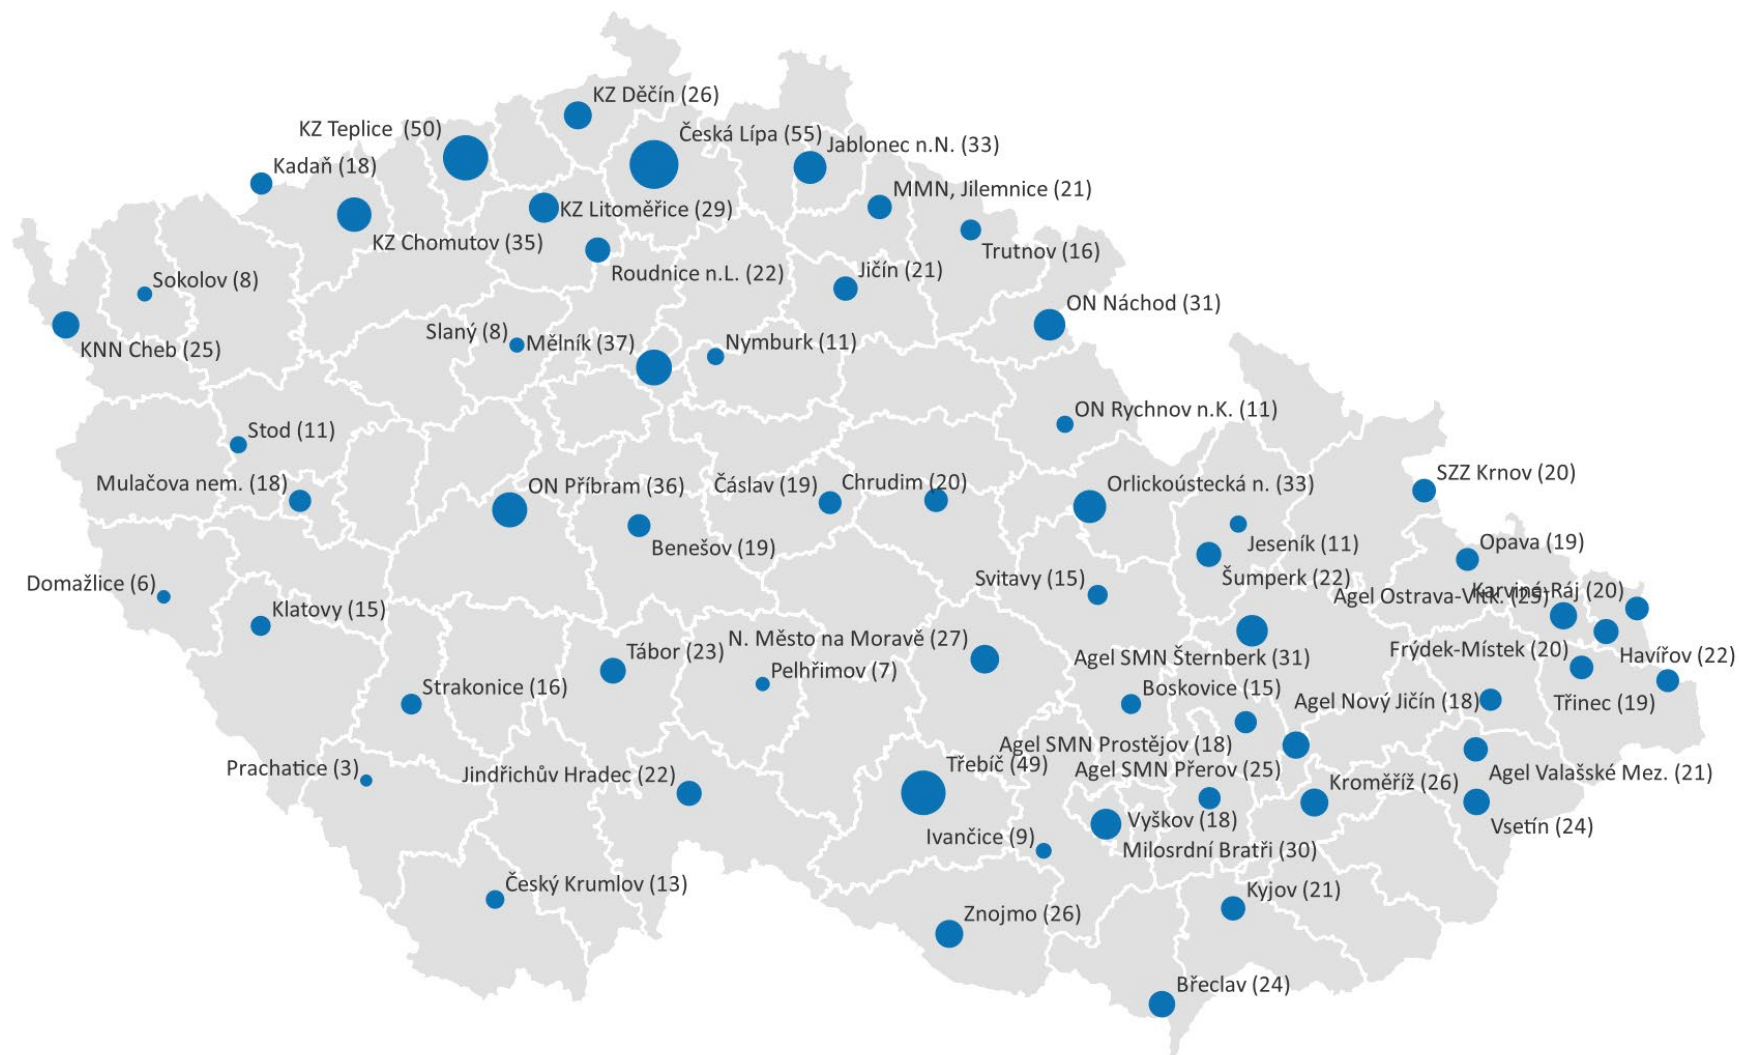 KZ Děčín (26)
KZ Teplice (50)
Česká Lípa (55)
Jablonec n.N. (33)
Kadaň (18)
MMN, Jilemnice (21)
KZ Litoměřice (29)
KZ Chomutov (35)
Trutnov (16)
Roudnice n.L. (22)
Jičín (21)
Sokolov (8)
ON Náchod (31)
Slaný (8)
Mělník (37)
Nymburk (11)
KNN Cheb (25)
ON Rychnov n.K. (11)
Stod (11)
SZZ Krnov (20)
Mulačova nem. (18)
ON Příbram (36)
Čáslav (19)
Chrudim (20)
Orlickoústecká n. (33)
Benešov (19)
Jeseník (11)
Opava (19)
Domažlice (6)
Svitavy (15)
Šumperk (22)
Karviné-Ráj (20)
Agel Ostrava-Vítk. (25)
Klatovy (15)
N. Město na Moravě (27)
Tábor (23)
Pelhřimov (7)
Agel SMN Šternberk (31)
Frýdek-Místek (20)
Havířov (22)
Strakonice (16)
Boskovice (15)
Agel Nový Jičín (18)
Třinec (19)
Agel SMN Prostějov (18)
Prachatice (3)
Jindřichův Hradec (22)
Třebíč (49)
Agel SMN Přerov (25)
Kroměříž (26)
Agel Valašské Mez. (21)
Vyškov (18)
Vsetín (24)
Ivančice (9)
Milosrdní Bratři (30)
Český Krumlov (13)
Kyjov (21)
Znojmo (26)
Břeclav (24)